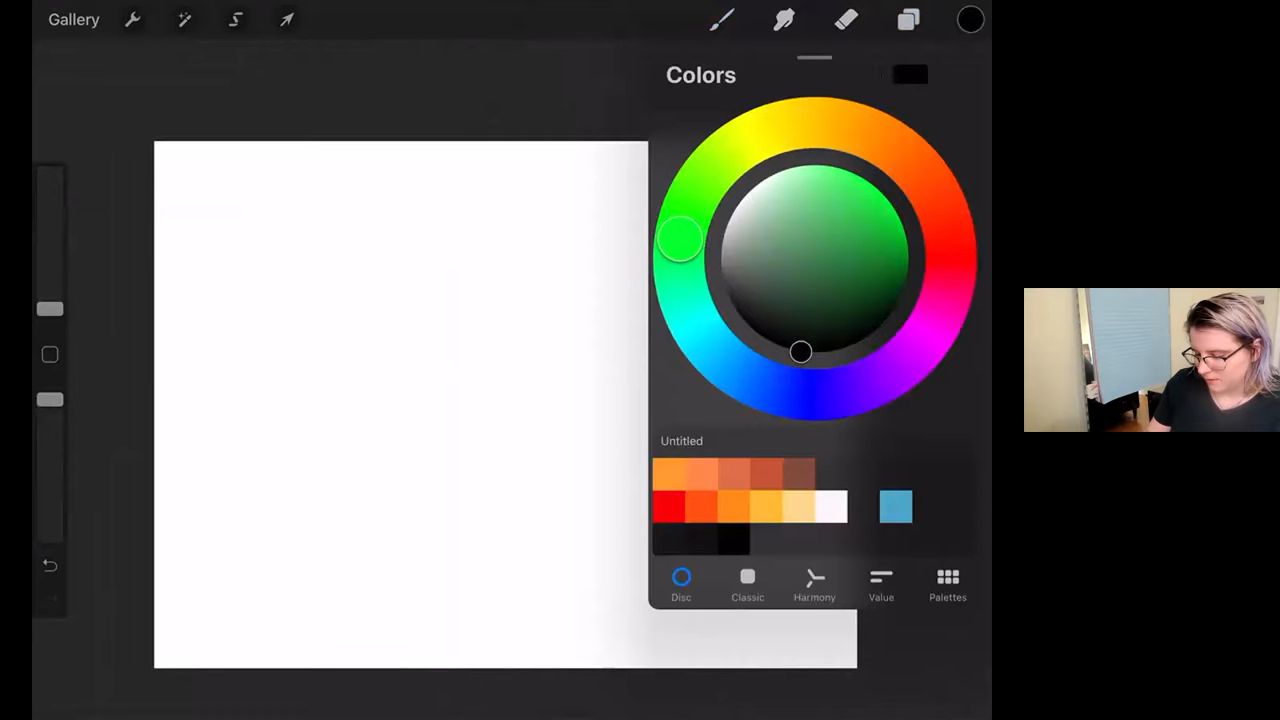 Gallery
Colors
Untitled
Disc
Classic
Harmony
Value
Palettes